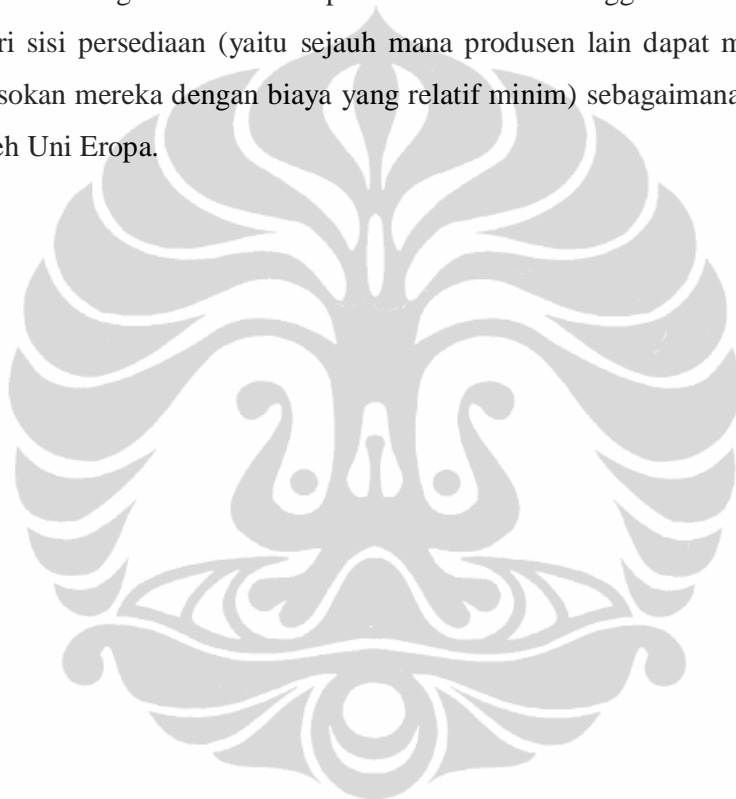 ri sisi persediaan (yaitu sejauh mana produsen lain dapat m
sokan mereka dengan biaya yang relatif minim) sebagaimana
eh Uni Eropa.